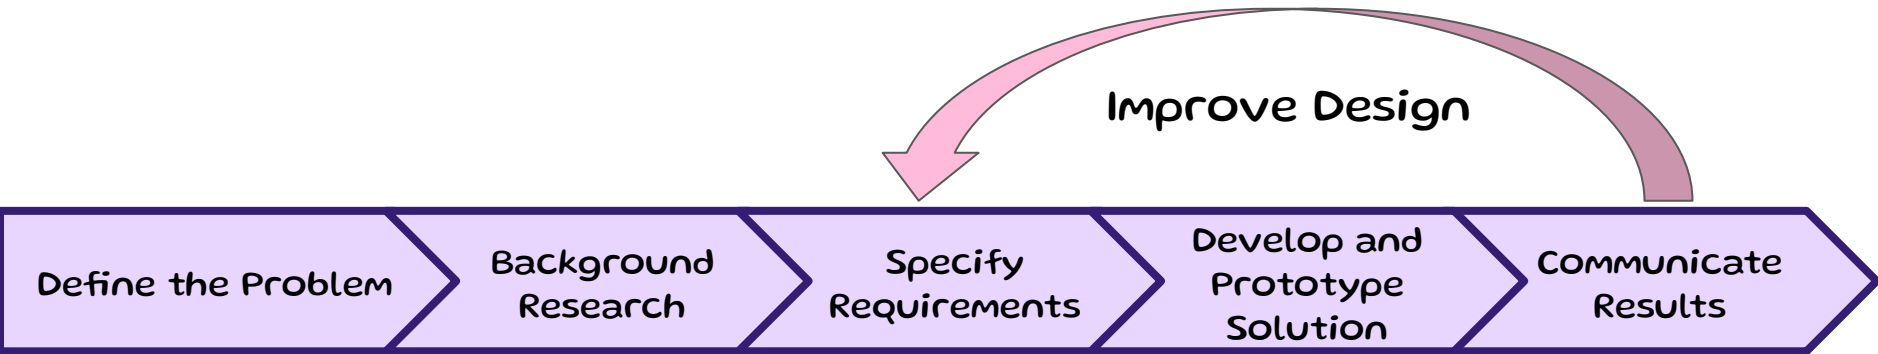 Improve Design
Define the Problem
Background
Research
Specify
Requirements
Develop and
Prototype
Solution
Communicate
Results